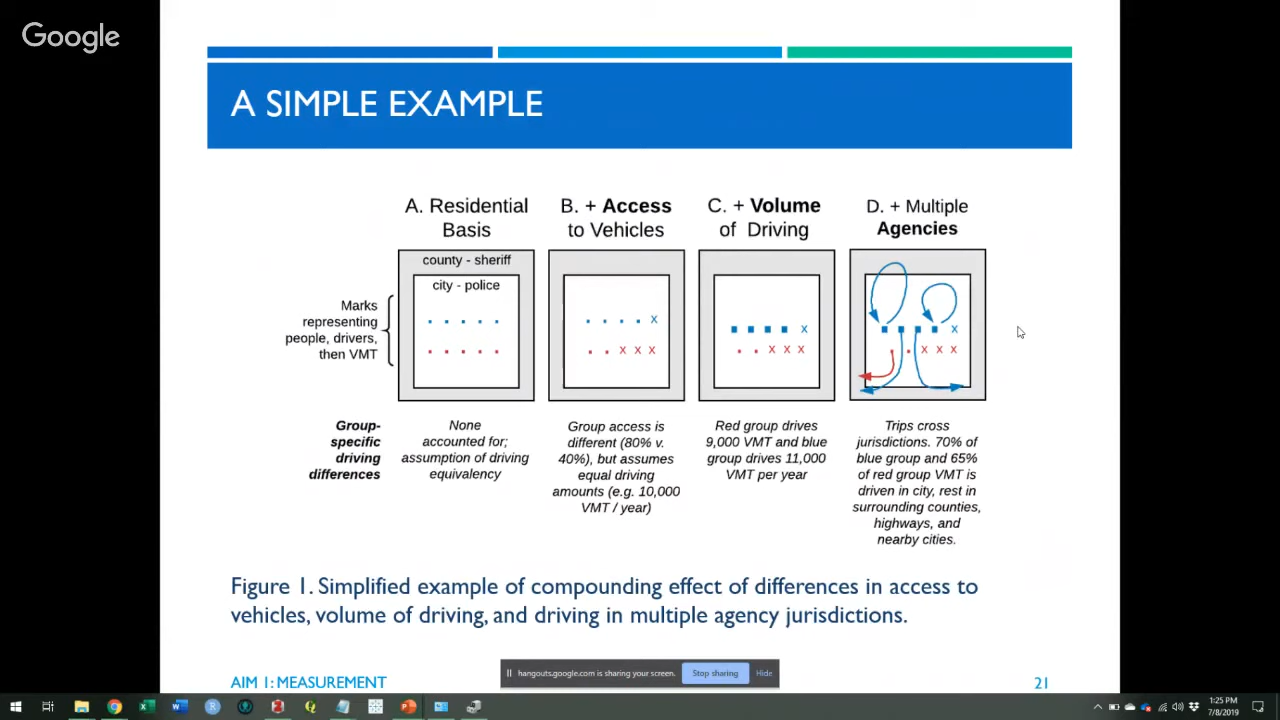 Google
A SIMPLE EXAMPLE
A. Residential
Basis
B. + Access
to Vehicles
C. + Volume
of Driving
D. + Multiple
Agencies
county - sheriff
city - police
Marks
representing
people, drivers,
then VMT
x
x x x
x
x x x
x
x x x
Group-
specific
driving
differences
None
accounted for;
assumption of driving
equivalency
Group access is
different (80% v.
40%), but assumes
equal driving
amounts (e.g. 10,000
VMT / year)
Red group drives
9,000 VMT and blue
group drives 11,000
VMT per year
Trips cross
jurisdictions. 70% of
blue group and 65%
of red group VMT is
driven in city, rest in
surrounding counties,
highways, and
nearby cities.
Figure 1. Simplified example of compounding effect of differences in access to
vehicles, volume of driving, and driving in multiple agency jurisdictions.
hangouts.google.com is sharing your screen.
Stop sharing
Hide
AIM 1: MEASUREMENT
21
1:25 PM
7/8/2019